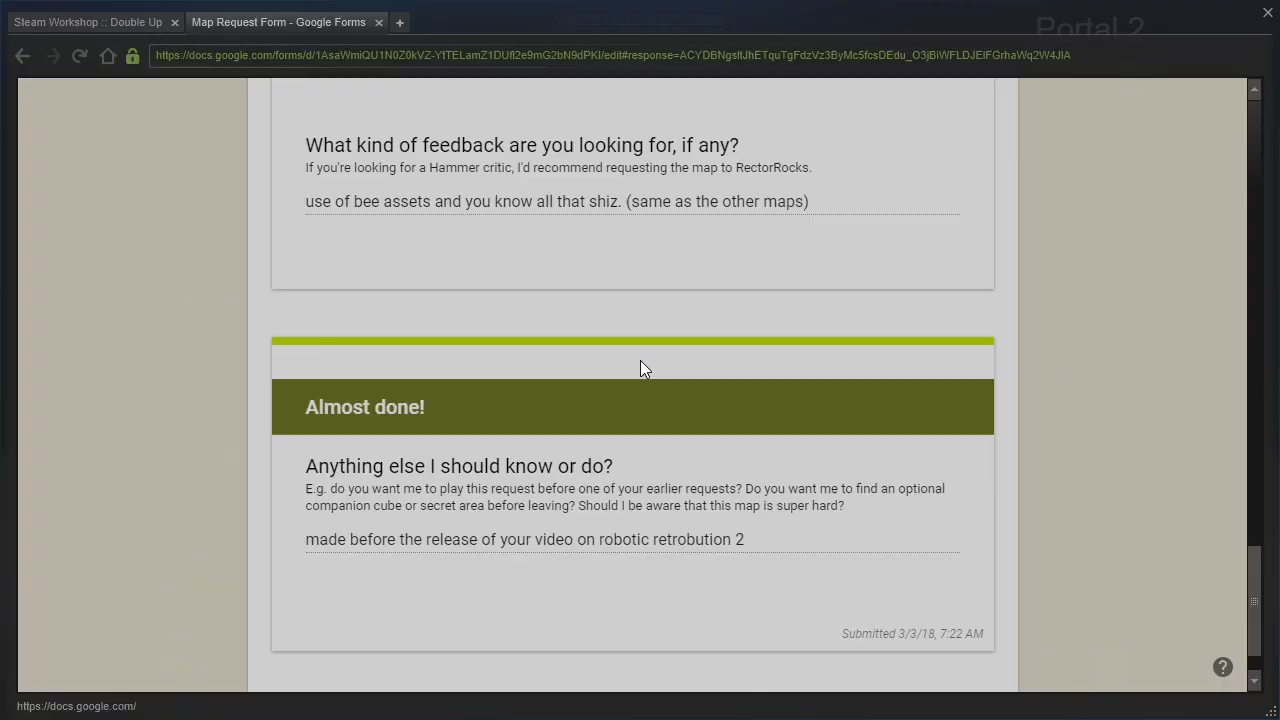 Steam Workshop :: Double Up
Map Request Form - Google Forms
Portal 2
https://docs.google.com/forms/d/1AsaWmiQU1N0Z0kVZ-YtTELamZ1DUfl2e9mG2bN9dPKI/edit#response=ACYDBNgsltJhETquTgFdzVz3ByMc5fcsDEdu_O3jBiWFLDJEIFGrhaWq2W4JIA
What kind of feedback are you looking for, if any?
If you're looking for a Hammer critic, I'd recommend requesting the map to RectorRocks.
use of bee assets and you know all that shiz. (same as the other maps)
Almost done!
Anything else I should know or do?
E.g. do you want me to play this request before one of your earlier requests? Do you want me to find an optional
companion cube or secret area before leaving? Should I be aware that this map is super hard?
made before the release of your video on robotic retrobution 2
Submitted 3/3/18, 7:22 AM
https://docs.google.com/